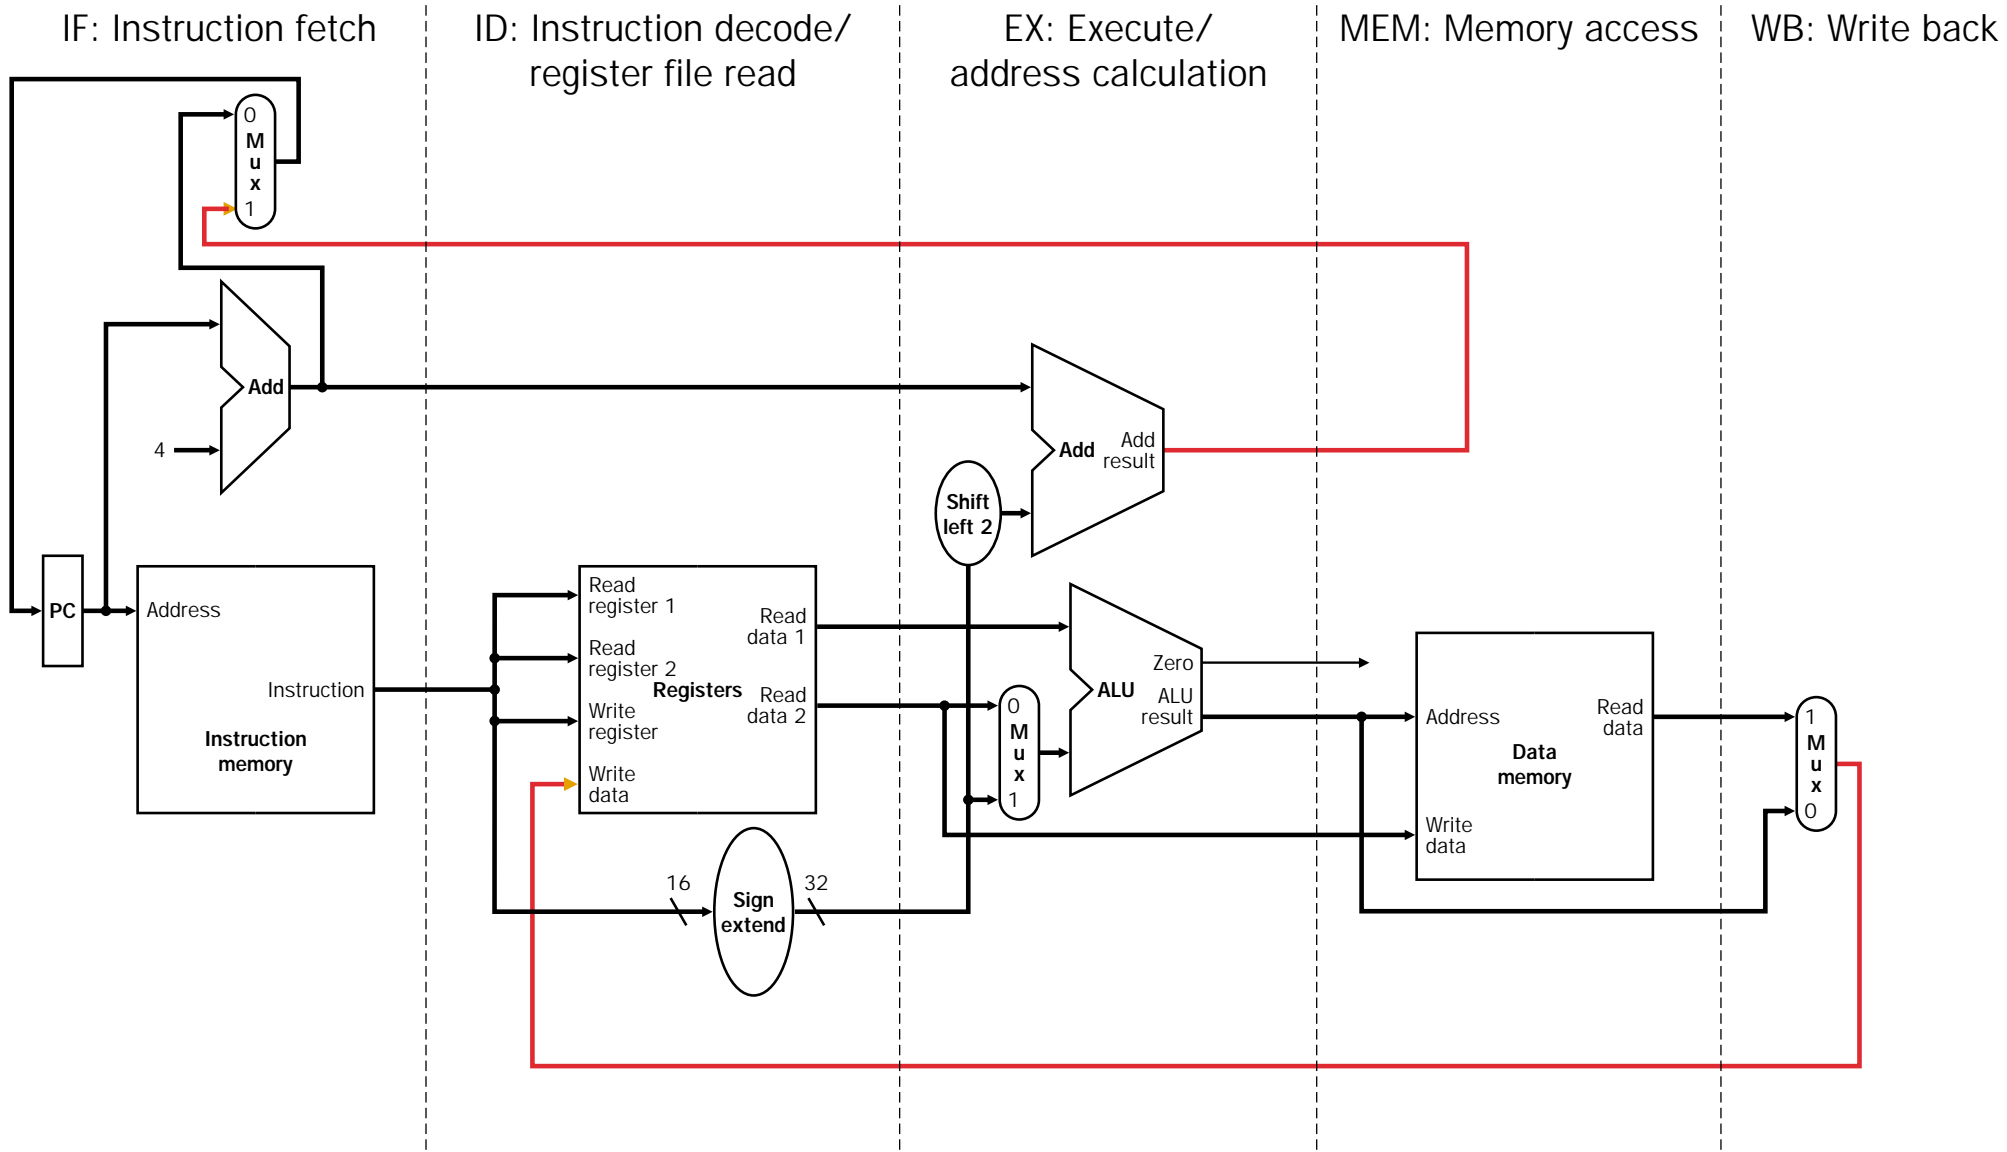 IF: Instruction fetch
ID: Instruction decode/
register file read
EX: Execute/
address calculation
MEM: Memory access
WB: Write back
0
M
u
x
1
Add
4
PC
Address
Instruction
Instruction
memory
Read
register 1
Read
register 2
Write
register
Write
data
Registers
Read
data 1
Read
data 2
16
Sign
extend
32
Shift
left 2
Add
Add
result
0
M
u
x
1
ALU
Zero
ALU
result
Address
Write
data
Data
memory
Read
data
1
M
u
x
0